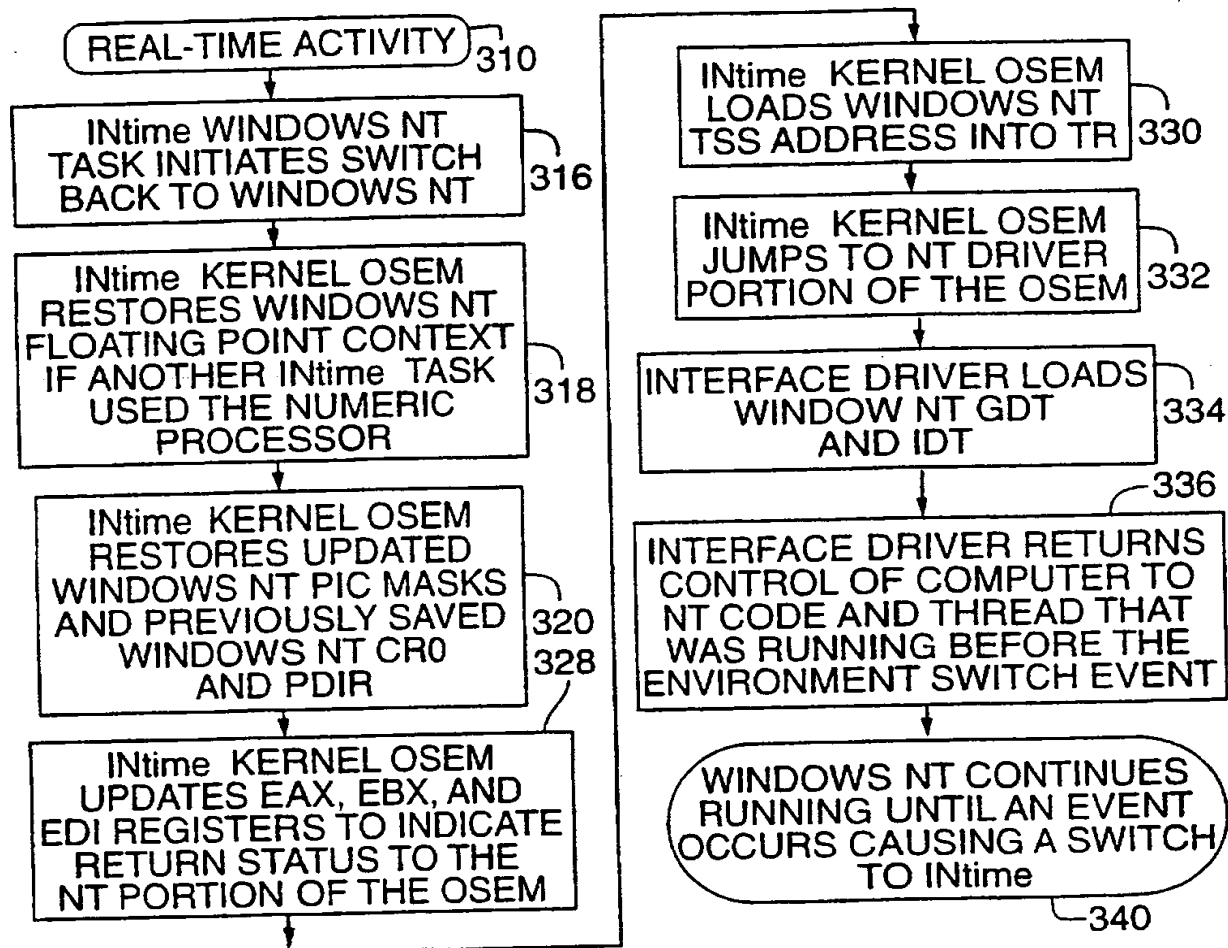 REAL-TIME ACTIVITY
310
INtime WINDOWS NT
TASK INITIATES SWITCH
BACK TO WINDOWS NT
316
INtime KERNEL OSEM
RESTORES WINDOWS NT
FLOATING POINT CONTEXT
IF ANOTHER INtime TASK
USED THE NUMERIC
PROCESSOR
318
INtime KERNEL OSEM
RESTORES UPDATED
WINDOWS NT PIC MASKS
AND PREVIOUSLY SAVED
WINDOWS NT CR0
AND PDIR
320
328
INtime KERNEL OSEM
UPDATES EAX, EBX, AND
EDI REGISTERS TO INDICATE
RETURN STATUS TO THE
NT PORTION OF THE OSEM
INtime KERNEL OSEM
LOADS WINDOWS NT
TSS ADDRESS INTO TR
330
INtime KERNEL OSEM
JUMPS TO NT DRIVER
PORTION OF THE OSEM
332
INTERFACE DRIVER LOADS
WINDOW NT GDT
AND IDT
334
336
INTERFACE DRIVER RETURNS
CONTROL OF COMPUTER TO
NT CODE AND THREAD THAT
WAS RUNNING BEFORE THE
ENVIRONMENT SWITCH EVENT
WINDOWS NT CONTINUES
RUNNING UNTIL AN EVENT
OCCURS CAUSING A SWITCH
TO INtime
340